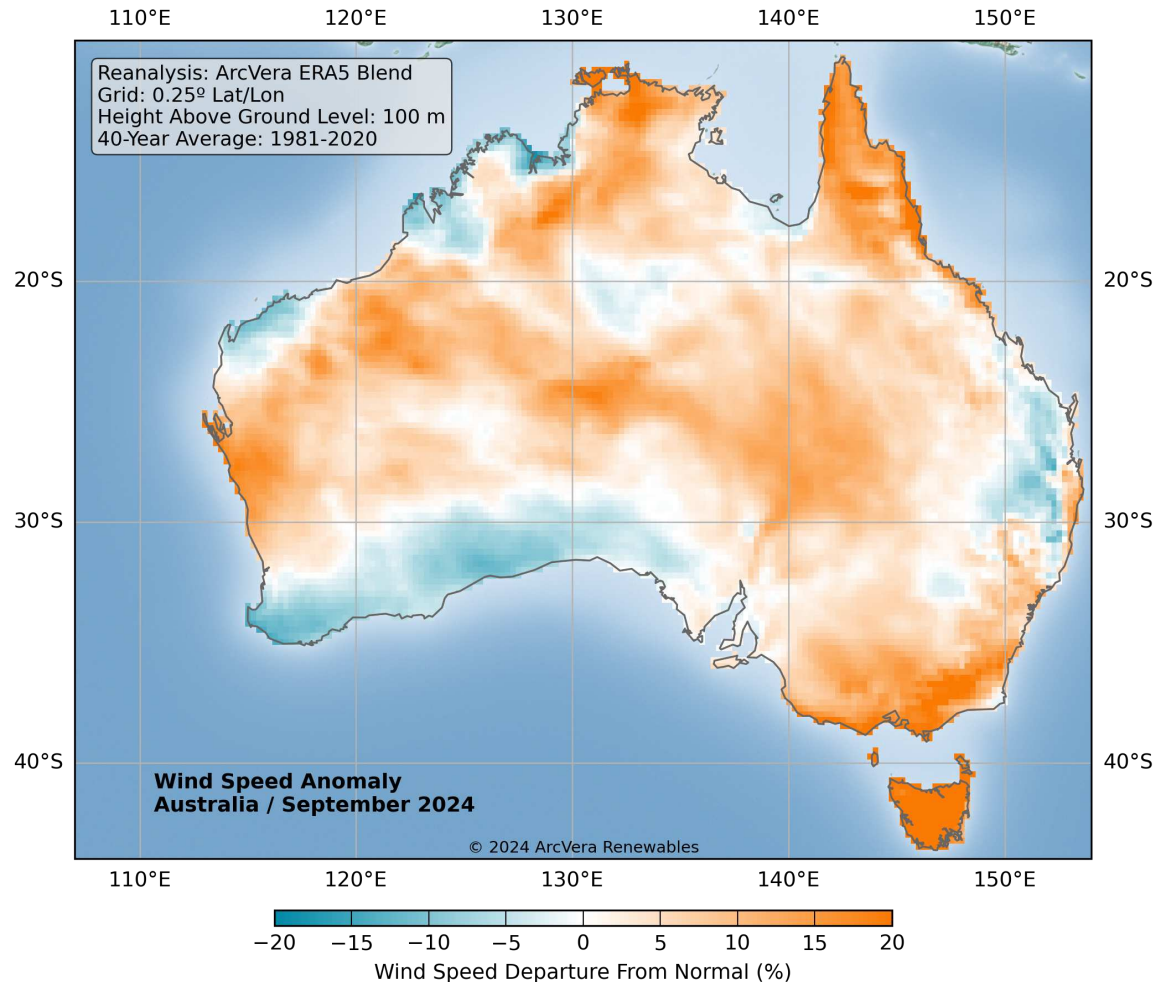 110°E 120°E 130°E 140°E 150°E
Reanalysis: ArcVera ERA5 Blend
Grid: 0.25º Lat/Lon
Height Above Ground Level: 100 m
40-Year Average: 1981-2020
20°S 20°S
30°S 30°S
40°S 40°S
Wind Speed Anomaly
Australia / September 2024
© 2024 ArcVera Renewables
110°E 120°E 130°E 140°E 150°E
−20 −15 −10 −5 0 5 10 15 20
Wind Speed Departure From Normal (%)